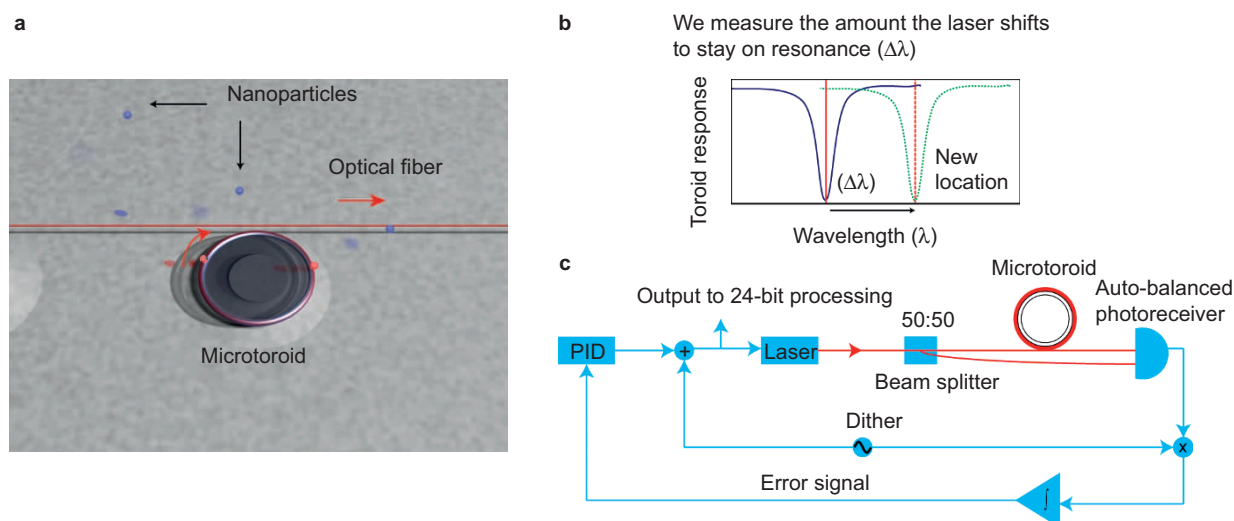 a
Nanoparticles
Optical fiber
Microtoroid
b
We measure the amount the laser shifts
to stay on resonance (Δλ)
Toroid response
(Δλ)
New
location
Wavelength (λ)
c
Microtoroid
Output to 24-bit processing
Auto-balanced
photoreceiver
50:50
PID
+
Laser
Beam splitter
Dither
x
Error signal
∫